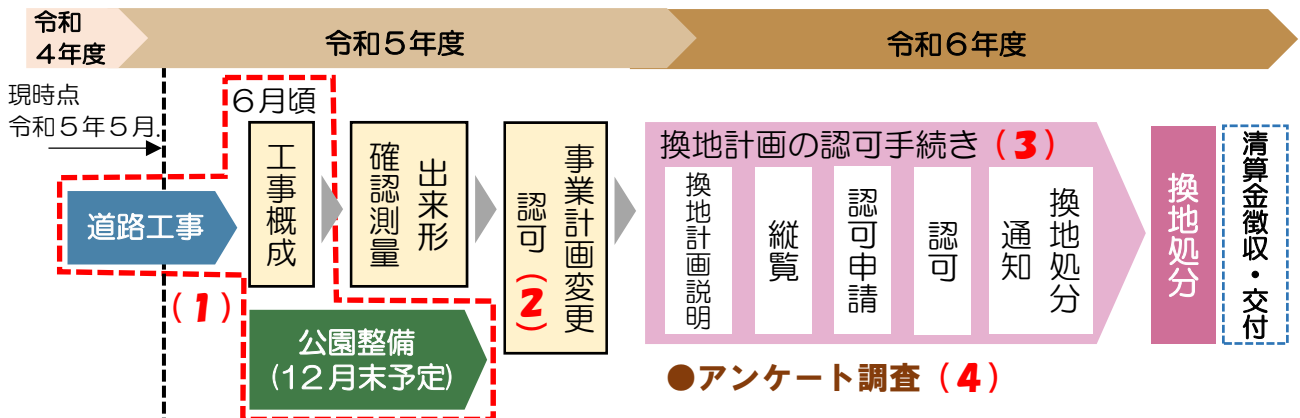 令和
４年度
令和５年度
令和６年度
現時点
令和５年５月.
６月頃
道路工事
(1)
工事概成
出来形
確認測量
公園整備
(１２月末予定)
事業計画変更
認可(2)
換地計画の認可手続き(3)
換地計画説明
縦覧
認可申請
認可
換地処分
通知
換地処分
清算金徴収・交付
●アンケート調査(4)